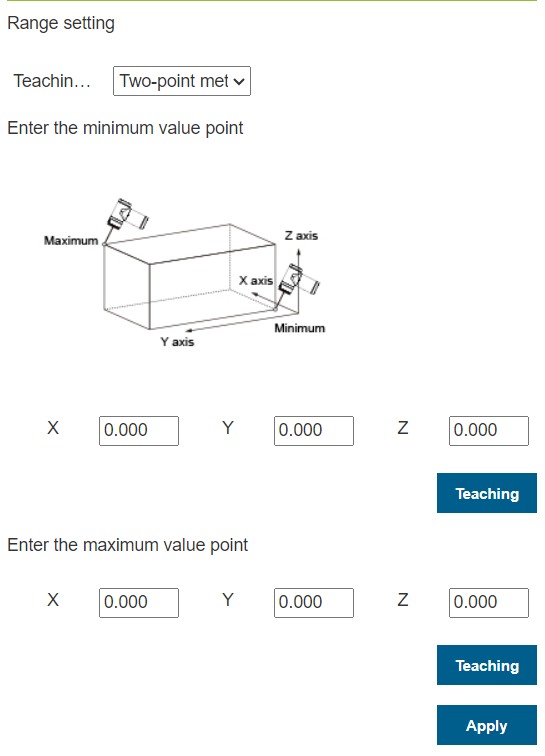 Range setting
Teachin... Two-point met
Enter the minimum value point
Z axis
Maximum
X axis
Minimum
Y axis
X 0.000 Y 0.000 Z 0.000
Teaching
Enter the maximum value point
X 0.000 Y 0.000 Z 0.000
Teaching
Apply